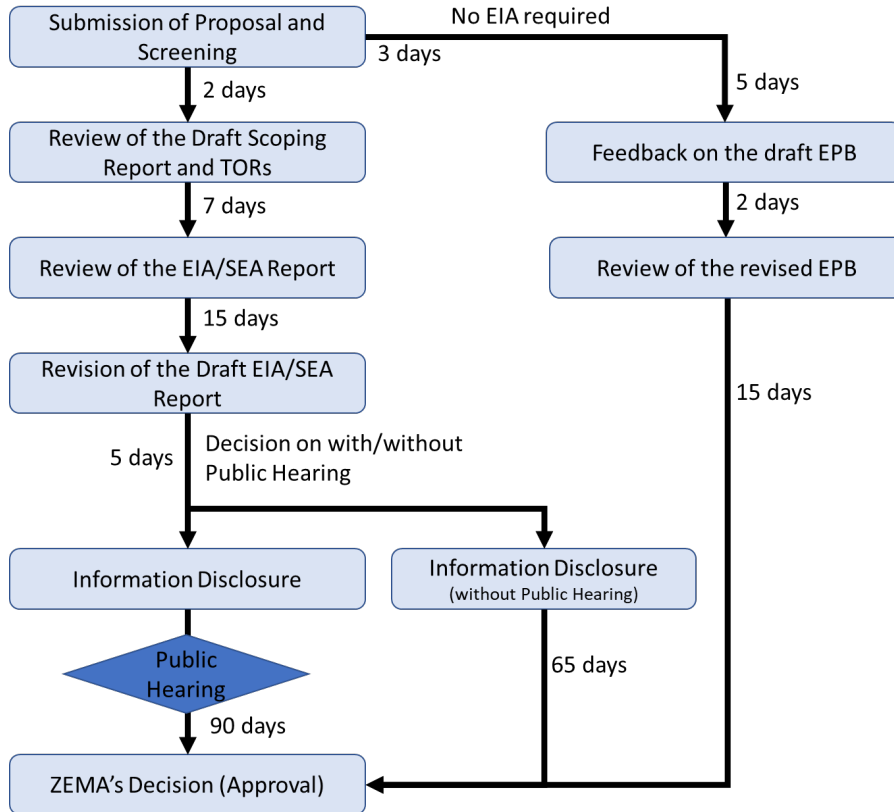 Submission of Proposal and
Screening
No EIA required
3 days
2 days
5 days
Review of the Draft Scoping
Report and TORs
Feedback on the draft EPB
7 days
2 days
Review of the EIA/SEA Report
Review of the revised EPB
15 days
Revision of the Draft EIA/SEA
Report
15 days
5 days
Decision on with/without
Public Hearing
Information Disclosure
Information Disclosure
(without Public Hearing)
Public
Hearing
65 days
90 days
ZEMA's Decision (Approval)